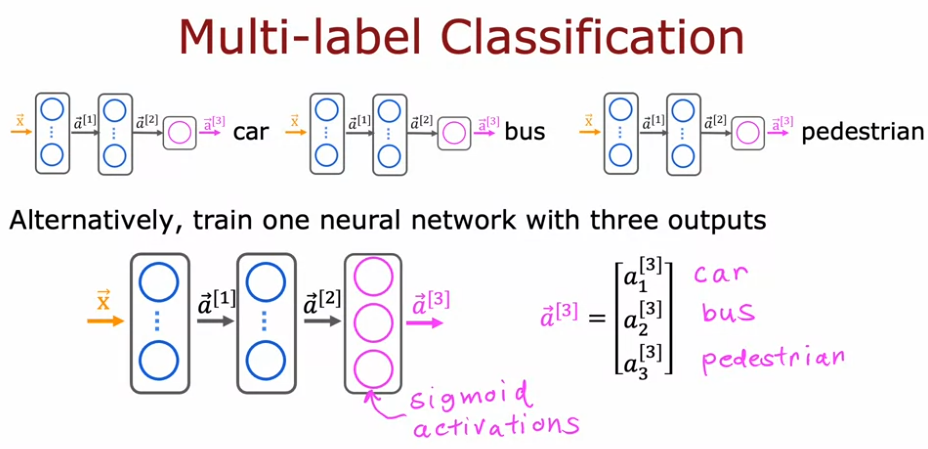 Multi-label Classification
x⃗ a⃗[1] a⃗[2] a⃗[3] car x⃗ a⃗[1] a⃗[2] a⃗[3] bus x⃗ a⃗[1] a⃗[2] a⃗[3] pedestrian
Alternatively, train one neural network with three outputs
x⃗ a⃗[1] a⃗[2] a⃗[3]
sigmoid
activations
a⃗[3] =
a₁[3] car
a₂[3] bus
a₃[3] pedestrian